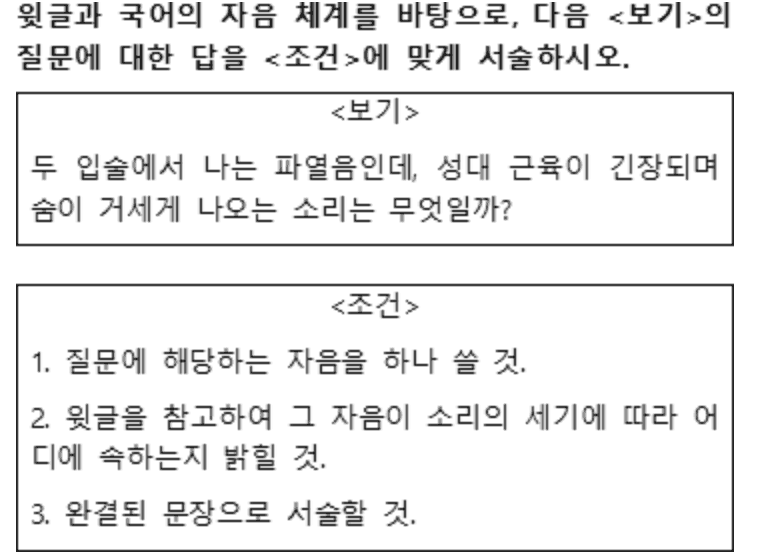 윗글과 국어의 자음 체계를 바탕으로, 다음 <보기>의
질문에 대한 답을 <조건>에 맞게 서술하시오.
<보기>
두 입술에서 나는 파열음인데, 성대 근육이 긴장되며
숨이 거세게 나오는 소리는 무엇일까?
<조건>
1. 질문에 해당하는 자음을 하나 쓸 것.
2. 윗글을 참고하여 그 자음이 소리의 세기에 따라 어
디에 속하는지 밝힐 것.
3. 완결된 문장으로 서술할 것.